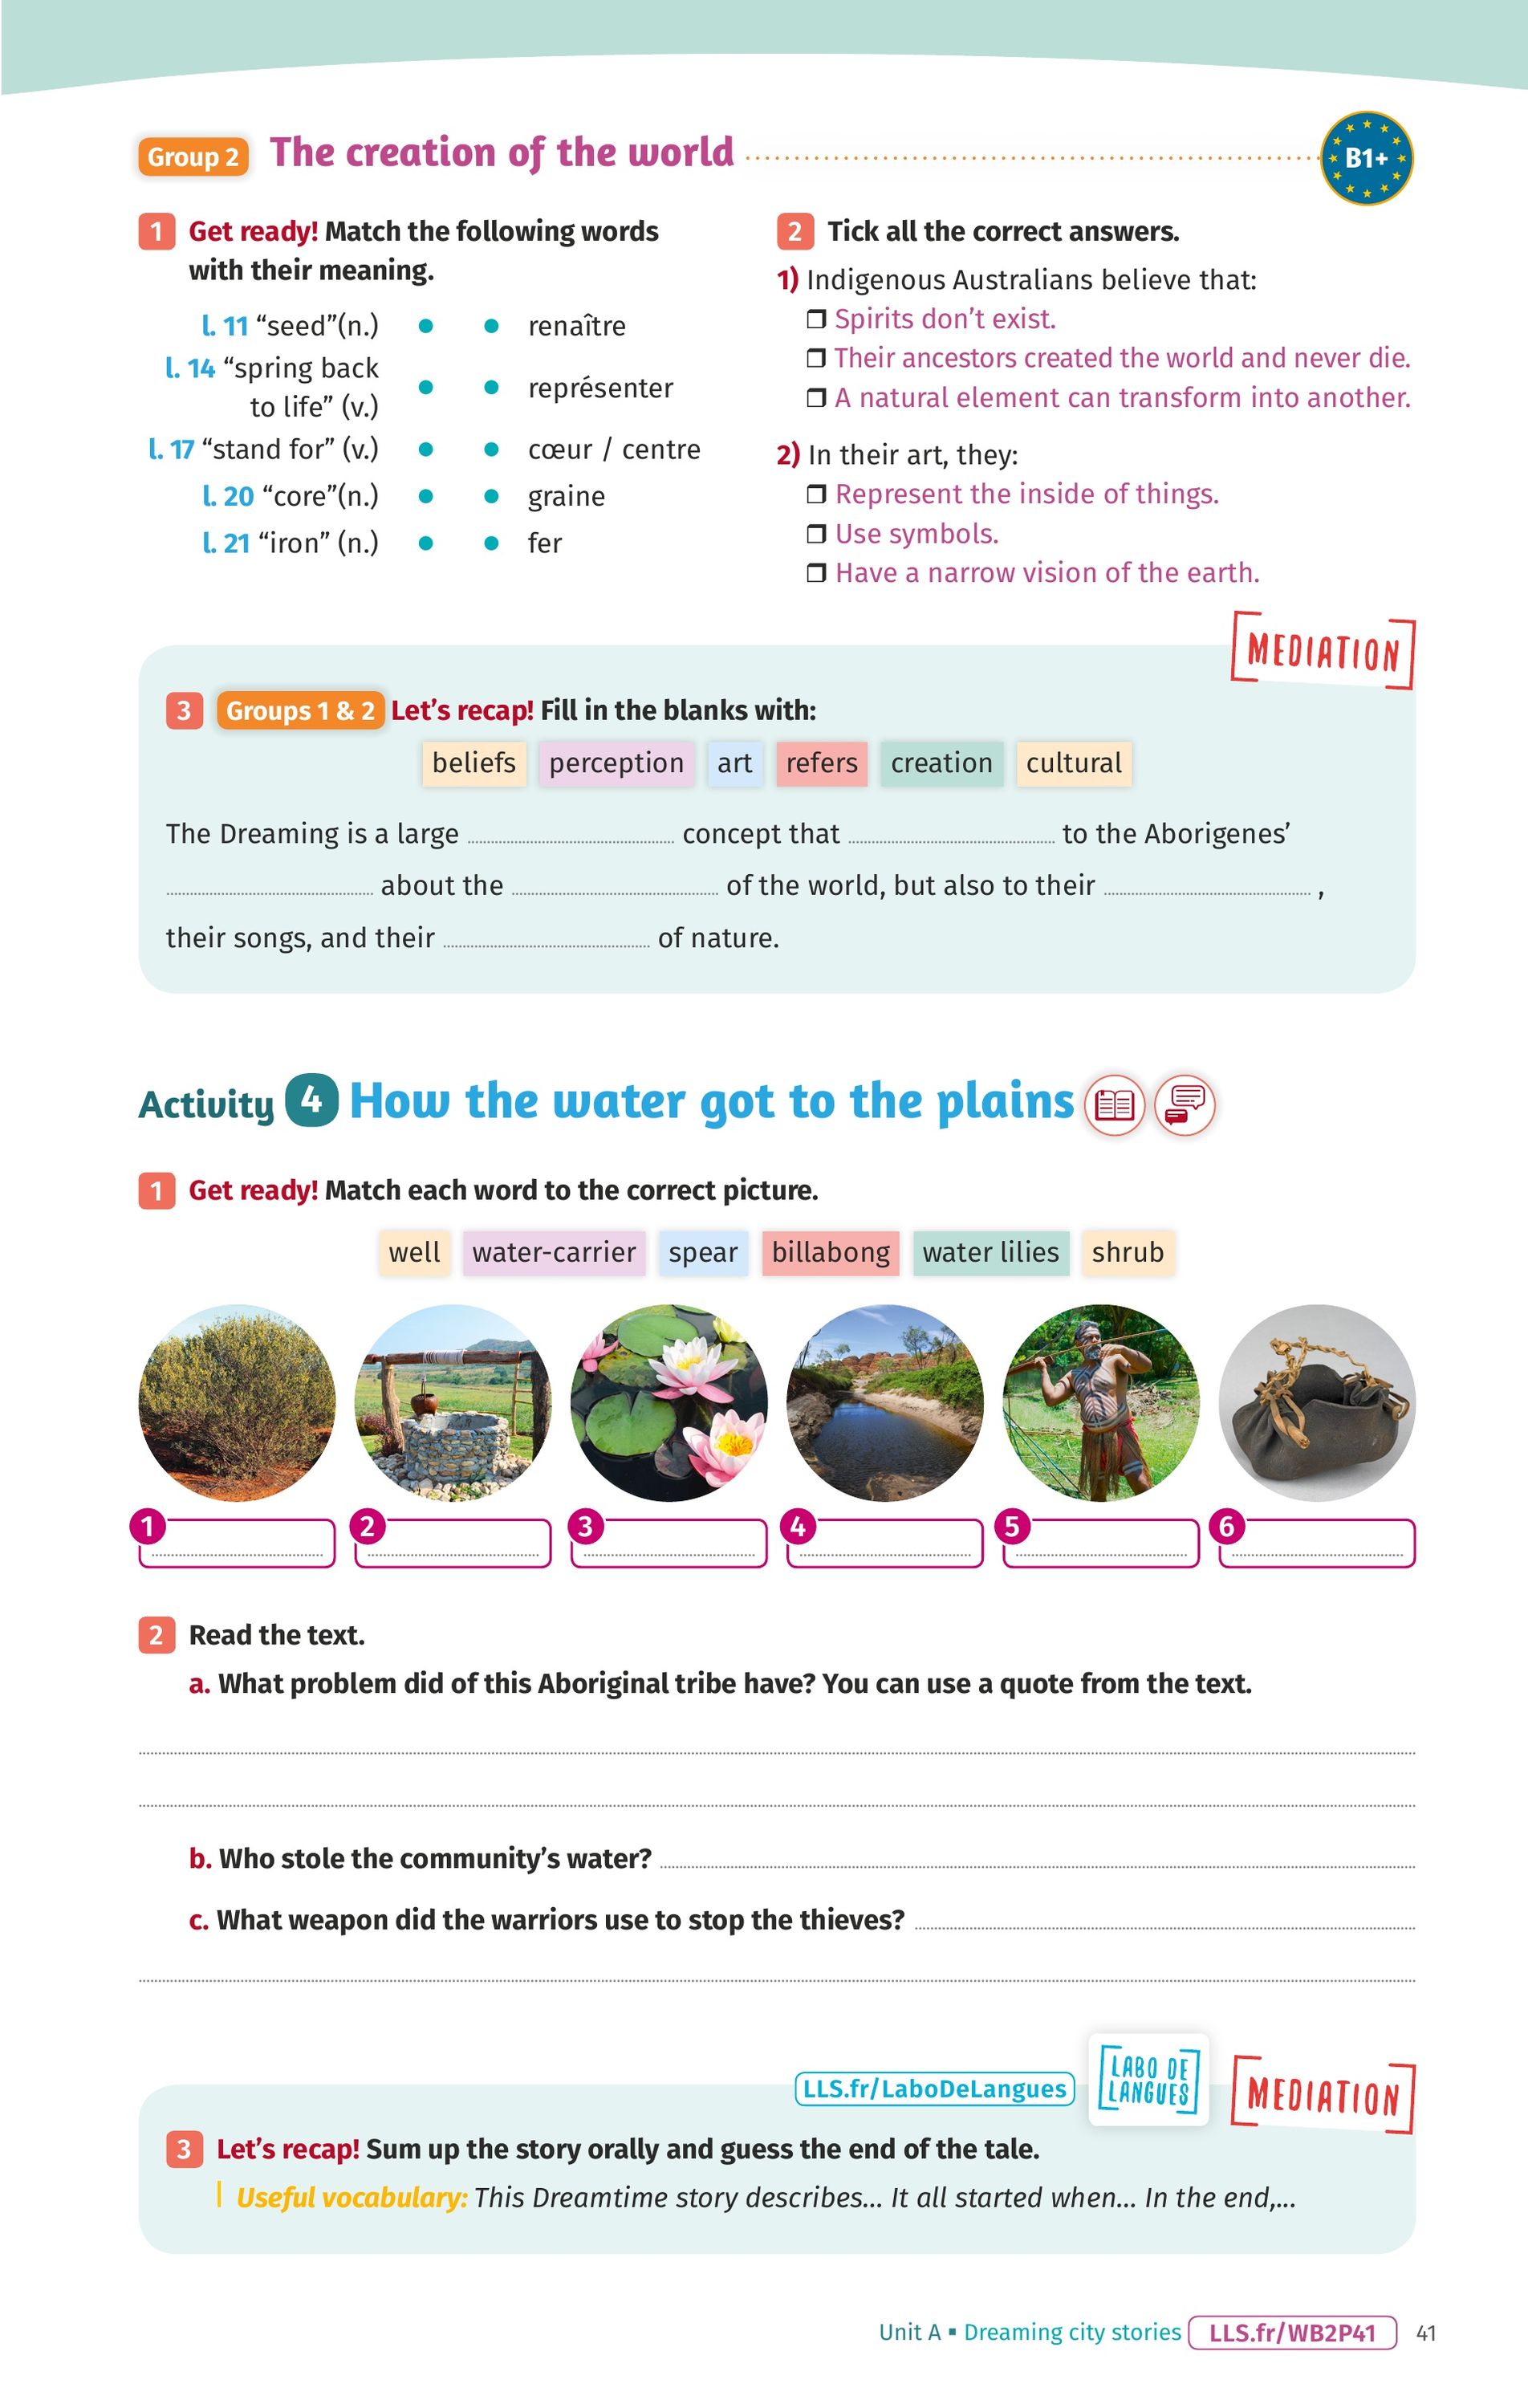 Group 2 The creation of the world B1+
1 Get ready! Match the following words
with their meaning.
l. 11 “seed”(n.) renaître
l. 14 “spring back
to life” (v.) représenter
l. 17 “stand for” (v.) cœur / centre
l. 20 “core”(n.) graine
l. 21 “iron” (n.) fer
2 Tick all the correct answers.
1) Indigenous Australians believe that:
❒ Spirits don’t exist.
❒ Their ancestors created the world and never die.
❒ A natural element can transform into another.
2) In their art, they:
❒ Represent the inside of things.
❒ Use symbols.
❒ Have a narrow vision of the earth.
MEDIATION
3 Groups 1 & 2 Let’s recap! Fill in the blanks with:
beliefs perception art refers creation cultural
The Dreaming is a large concept that to the Aborigenes’
about the of the world, but also to their ,
their songs, and their of nature.
Activity 4 How the water got to the plains
1 Get ready! Match each word to the correct picture.
well water-carrier spear billabong water lilies shrub
1 2 3 4 5 6
2 Read the text.
a. What problem did of this Aboriginal tribe have? You can use a quote from the text.
b. Who stole the community’s water?
c. What weapon did the warriors use to stop the thieves?
LLS.fr/LaboDeLangues
LABO DE
LANGUES
MEDIATION
3 Let’s recap! Sum up the story orally and guess the end of the tale.
Useful vocabulary: This Dreamtime story describes... It all started when... In the end,...
Unit A ▪ Dreaming city stories LLS.fr/WB2P41 41